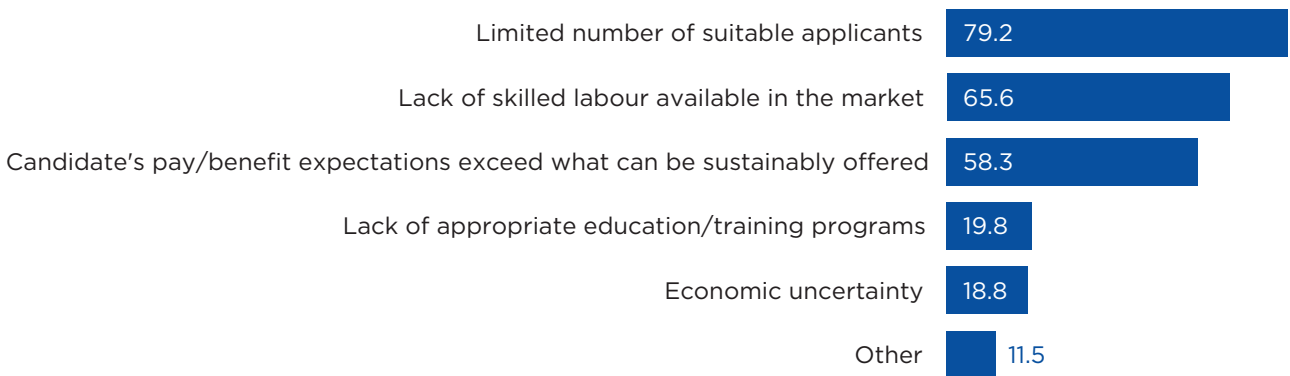 Limited number of suitable applicants 79.2
Lack of skilled labour available in the market 65.6
Candidate's pay/benefit expectations exceed what can be sustainably offered 58.3
Lack of appropriate education/training programs 19.8
Economic uncertainty 18.8
Other 11.5